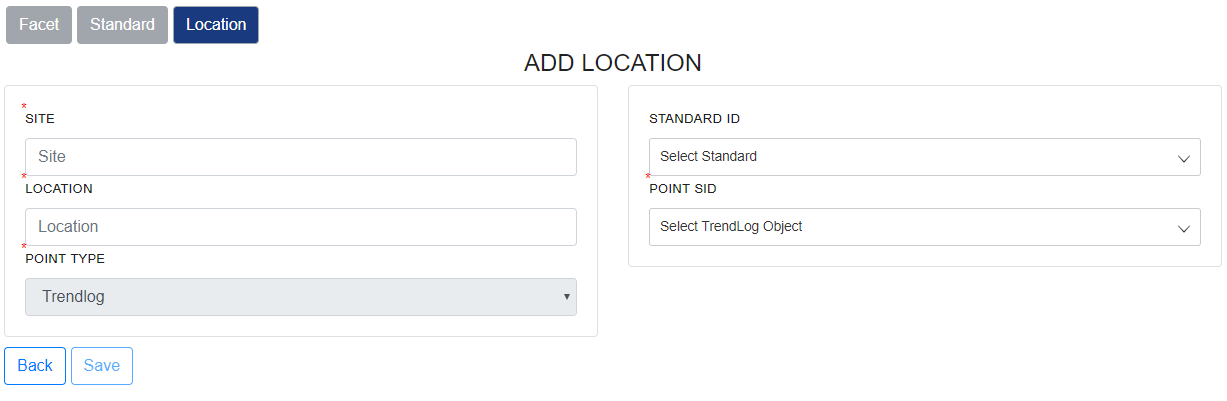 Facet Standard Location
ADD LOCATION
*
SITE
Site
*
LOCATION
Location
*
POINT TYPE
Trendlog
STANDARD ID
Select Standard
*
POINT SID
Select TrendLog Object
Back Save